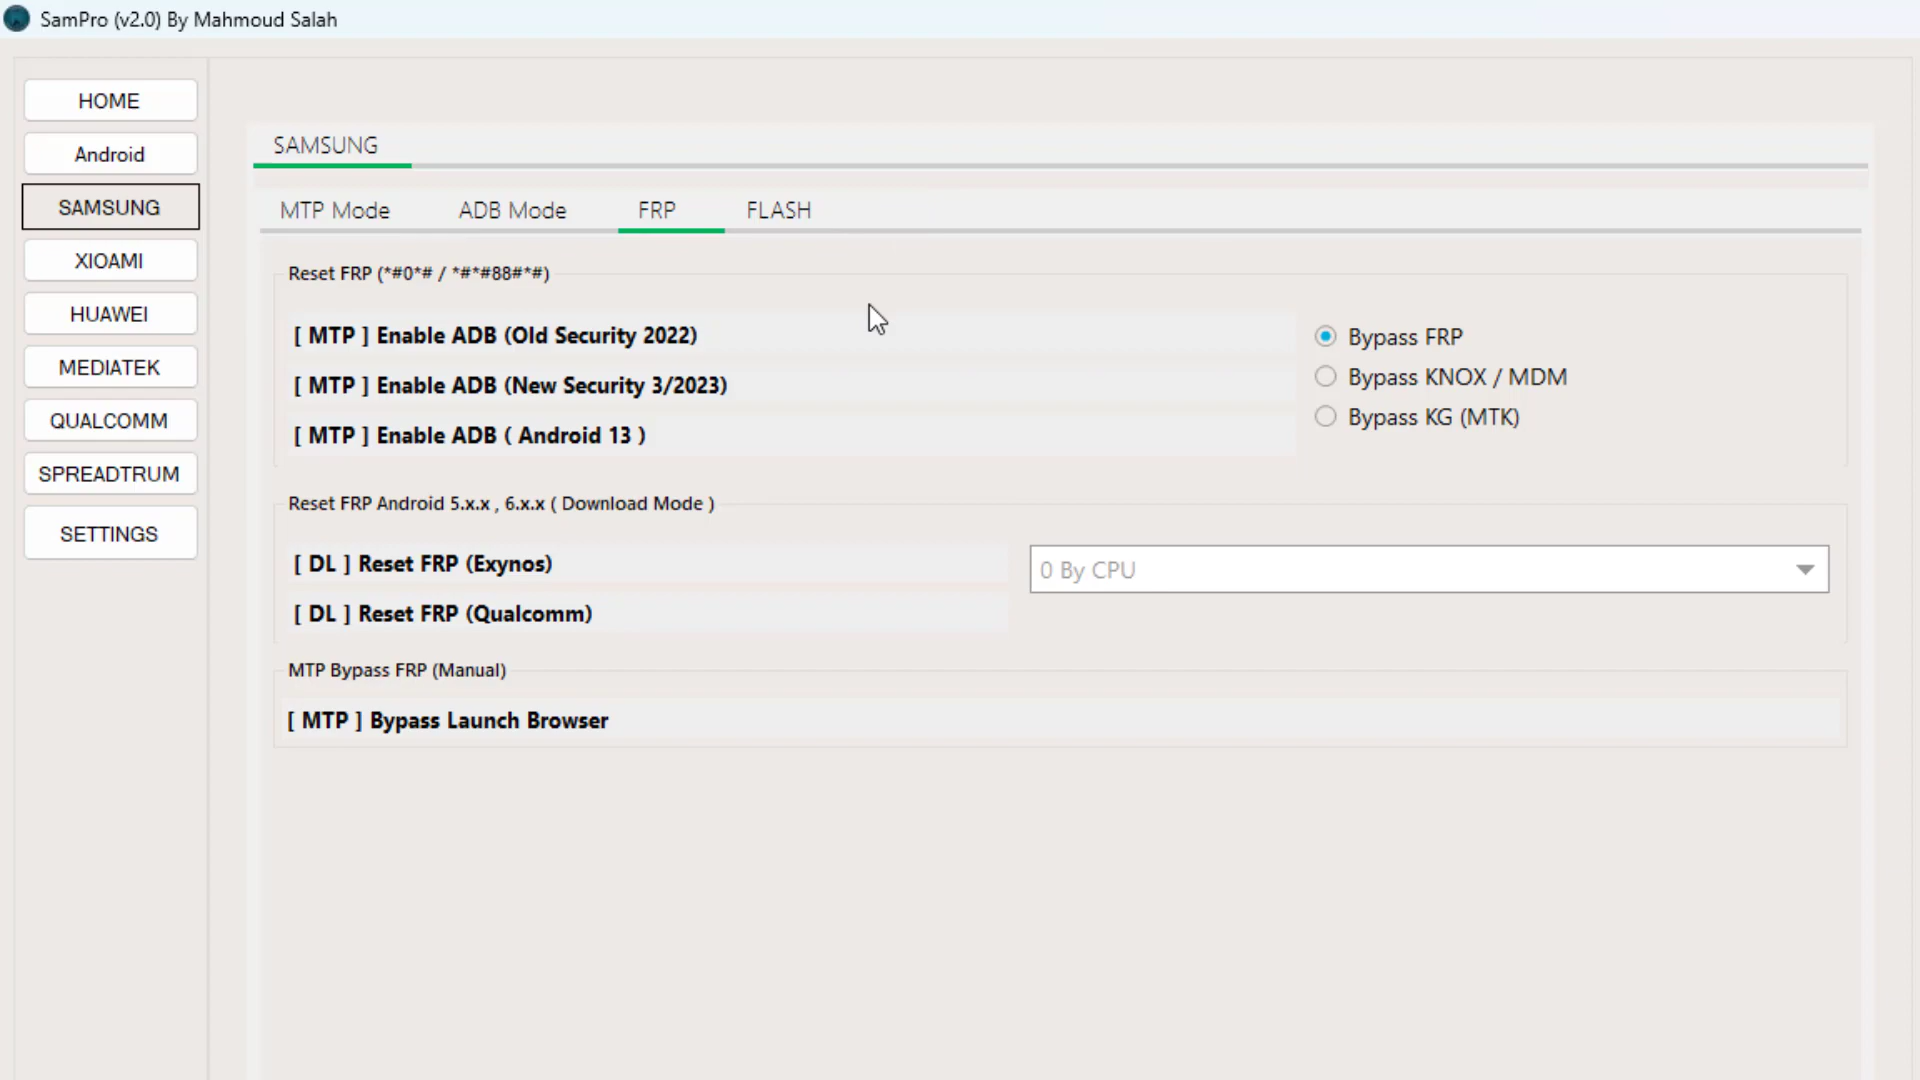 SamPro (v2.0) By Mahmoud Salah
HOME
Android
SAMSUNG
XIOAMI
HUAWEI
MEDIATEK
QUALCOMM
SPREADTRUM
SETTINGS
SAMSUNG
MTP Mode ADB Mode FRP FLASH
Reset FRP (*#0*# / *#*#88#*#)
[ MTP ] Enable ADB (Old Security 2022)
[ MTP ] Enable ADB (New Security 3/2023)
[ MTP ] Enable ADB ( Android 13 )
Bypass FRP
Bypass KNOX / MDM
Bypass KG (MTK)
Reset FRP Android 5.x.x , 6.x.x ( Download Mode )
[ DL ] Reset FRP (Exynos)
[ DL ] Reset FRP (Qualcomm)
0 By CPU
MTP Bypass FRP (Manual)
[ MTP ] Bypass Launch Browser